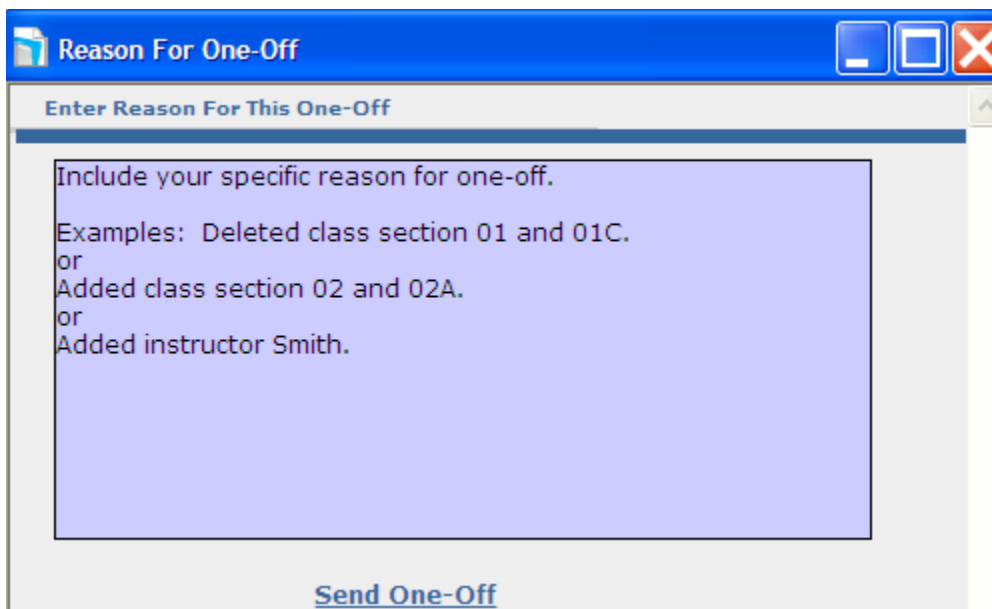 Reason For One-Off
Enter Reason For This One-Off
Include your specific reason for one-off.
Examples:  Deleted class section 01 and 01C.
or
Added class section 02 and 02A.
or
Added instructor Smith.
Send One-Off